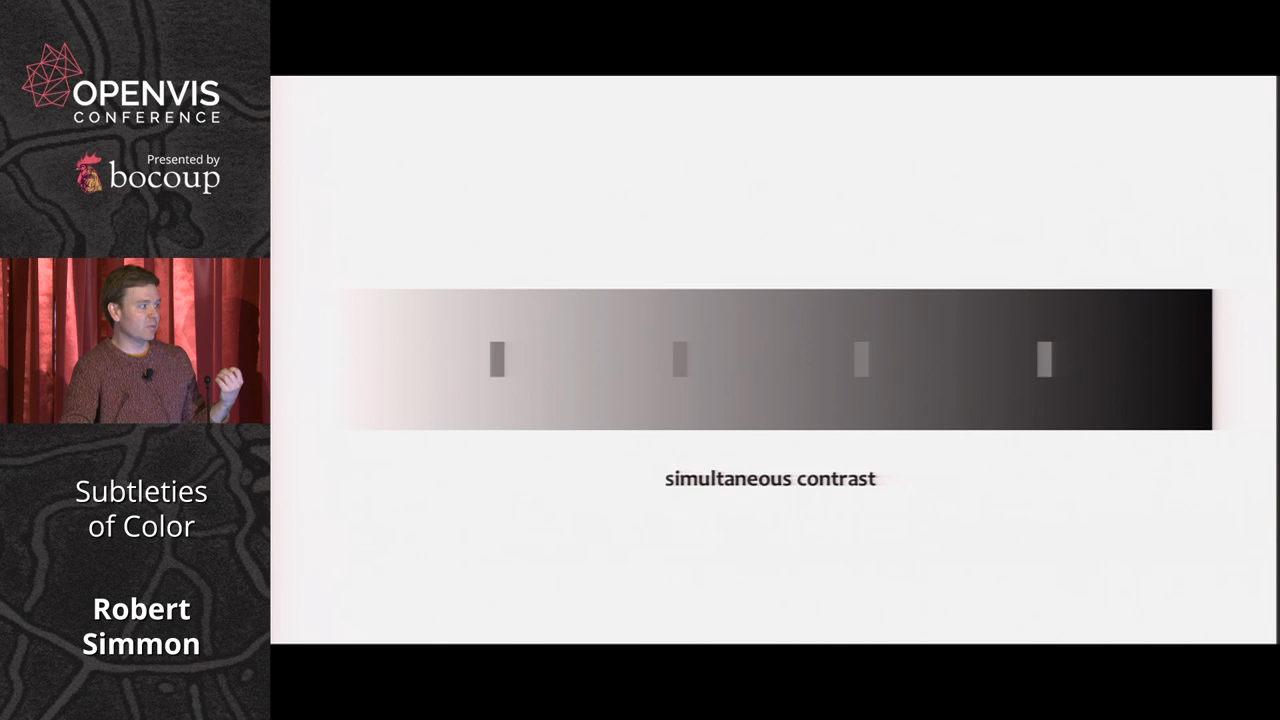 OPENVIS
CONFERENCE
Presented by
bocoup
Subtleties
of Color
Robert
Simmon
simultaneous contrast